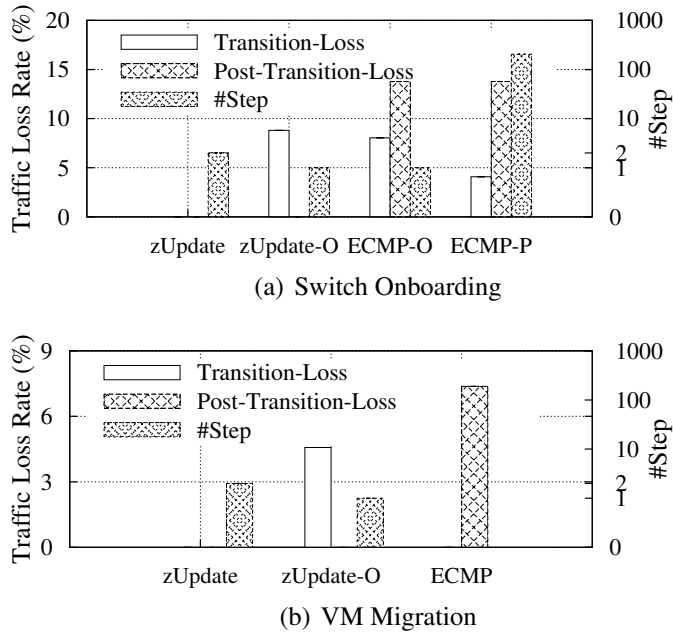 Traffic Loss Rate (%)
20
15
10
5
0
Transition-Loss
Post-Transition-Loss
#Step
1000
100
10
2
1
0
#Step
zUpdate zUpdate-O ECMP-O ECMP-P
(a) Switch Onboarding
Traffic Loss Rate (%)
9
6
3
0
Transition-Loss
Post-Transition-Loss
#Step
1000
100
10
2
1
0
#Step
zUpdate zUpdate-O ECMP
(b) VM Migration